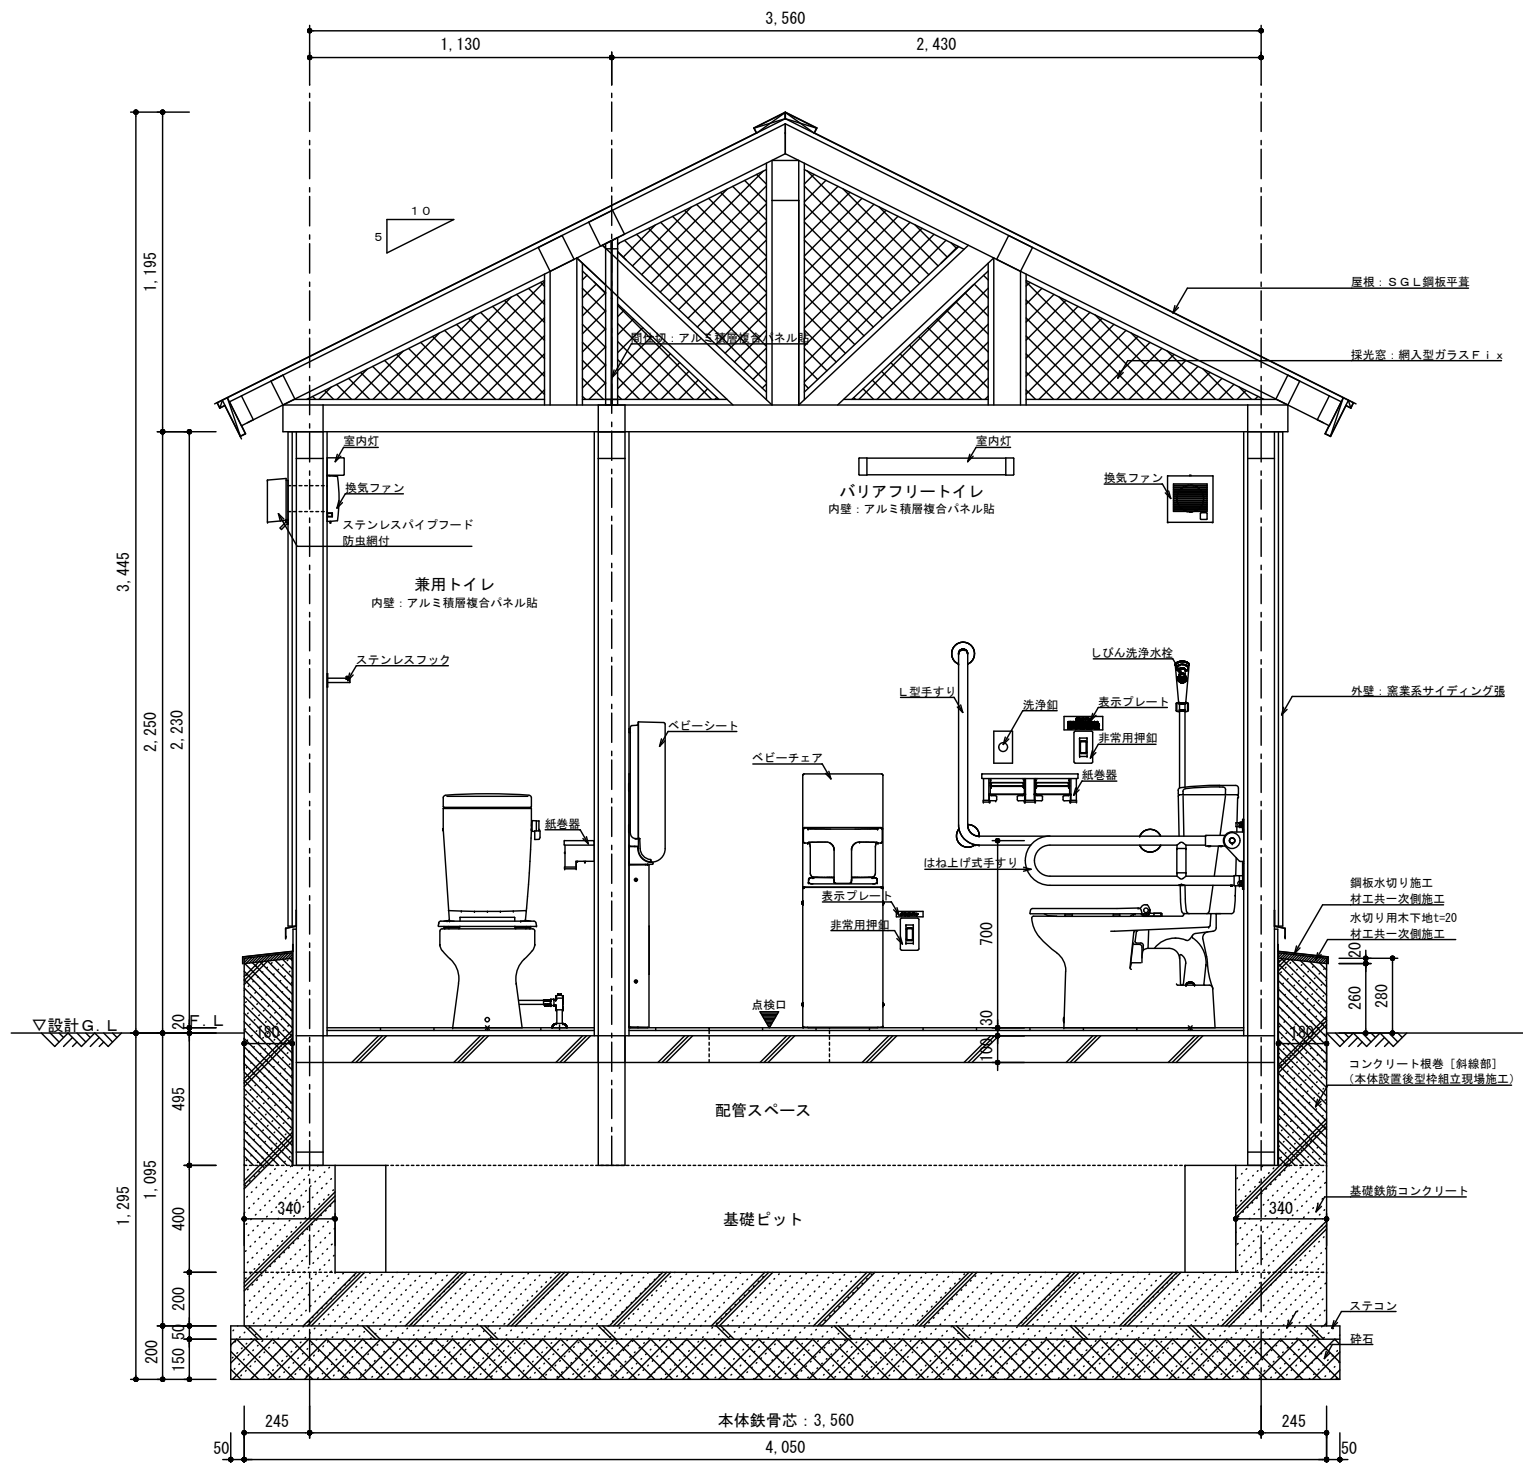 3,560
1,130
2,430
10
5
1,195
屋根：ＳＧＬ鋼板平葺
間仕切：アルミ積層複合パネル貼
採光窓：網入型ガラスＦｉｘ
室内灯
室内灯
換気ファン
バリアフリートイレ
内壁：アルミ積層複合パネル貼
換気ファン
ステンレスパイプフード
防虫網付
3,445
兼用トイレ
内壁：アルミ積層複合パネル貼
ステンレスフック
しびん洗浄水栓
2,250
2,230
Ｌ型手すり
洗浄釦
表示プレート
外壁：窯業系サイディング張
ベビーシート
非常用押釦
ベビーチェア
紙巻器
紙巻器
はね上げ式手すり
鋼板水切り施工
材工共一次側施工
表示プレート
水切り用木下地t=20
非常用押釦
700
材工共一次側施工
20
260
280
点検口
▽設計Ｇ.Ｌ
20
Ｆ.Ｌ
30
180
180
100
コンクリート根巻［斜線部］
(本体設置後型枠組立現場施工)
495
配管スペース
1,295
1,095
400
340
基礎ピット
340
基礎鉄筋コンクリート
200
50
ステコン
200
150
砕石
245
本体鉄骨芯：3,560
245
50
4,050
50